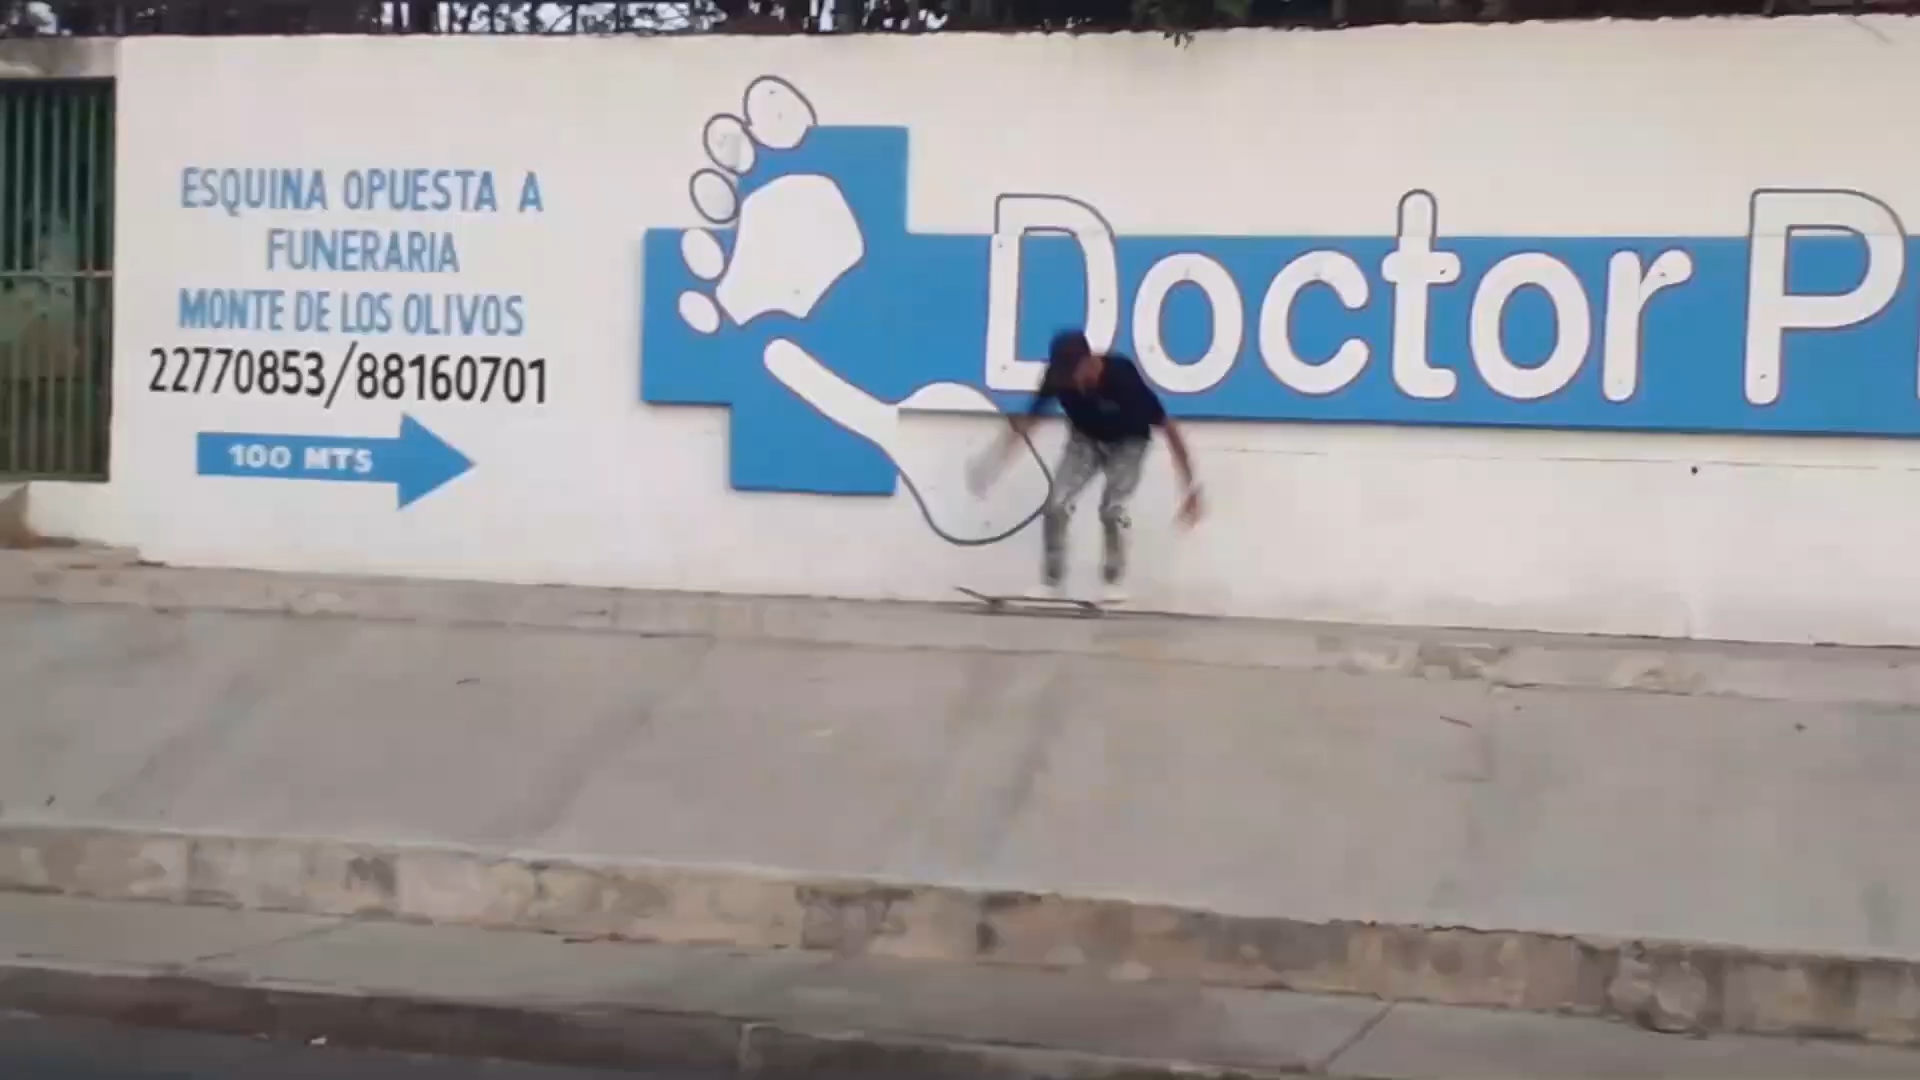 ESQUINA OPUESTA A
FUNERARIA
MONTE DE LOS OLIVOS
22770853/88160701
100 MTS
Doctor P